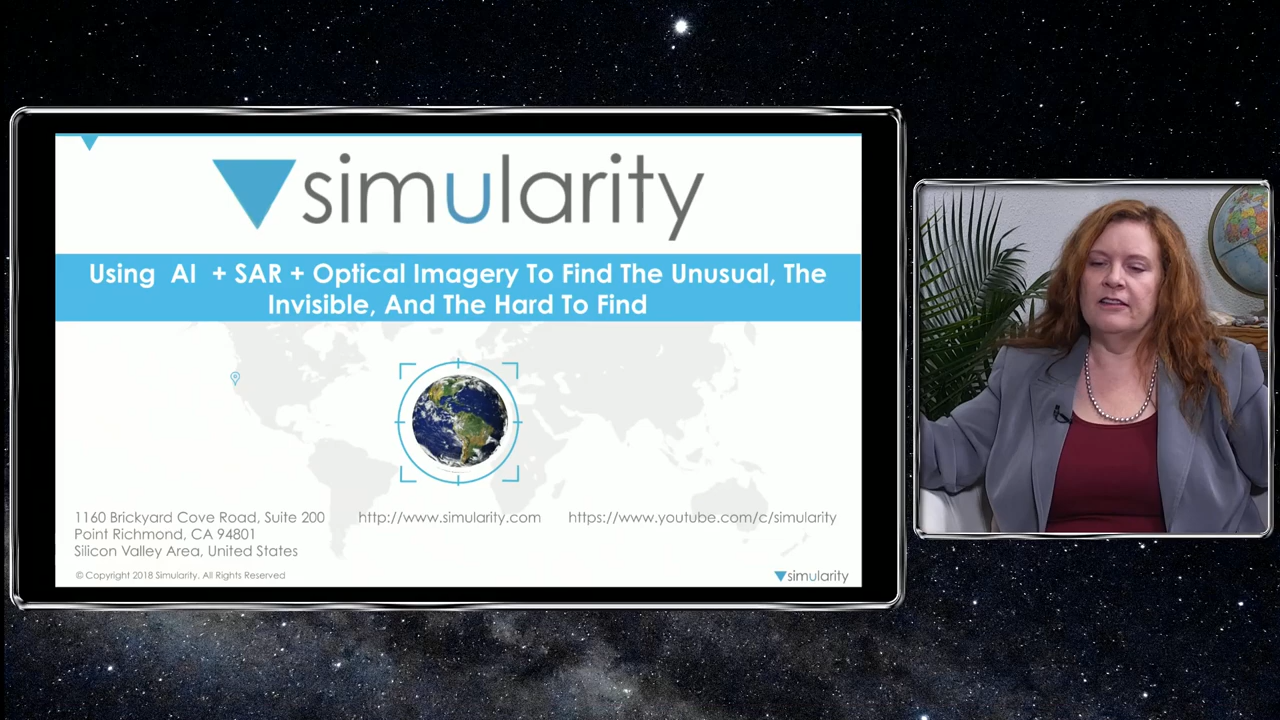 simularity
Using AI + SAR + Optical Imagery To Find The Unusual, The
Invisible, And The Hard To Find
1160 Brickyard Cove Road, Suite 200
Point Richmond, CA 94801
Silicon Valley Area, United States
http://www.simularity.com
https://www.youtube.com/c/simularity
© Copyright 2018 Simularity. All Rights Reserved
simularity